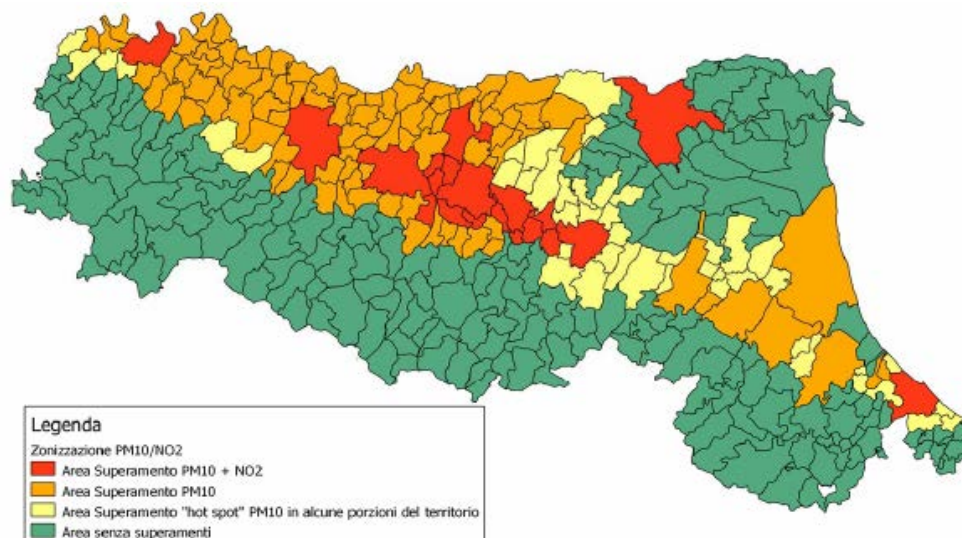 Legenda
Zonizzazione PM10/NO2
Area Superamento PM10 + NO2
Area Superamento PM10
Area Superamento "hot spot" PM10 in alcune porzioni del territorio
Area senza superamenti